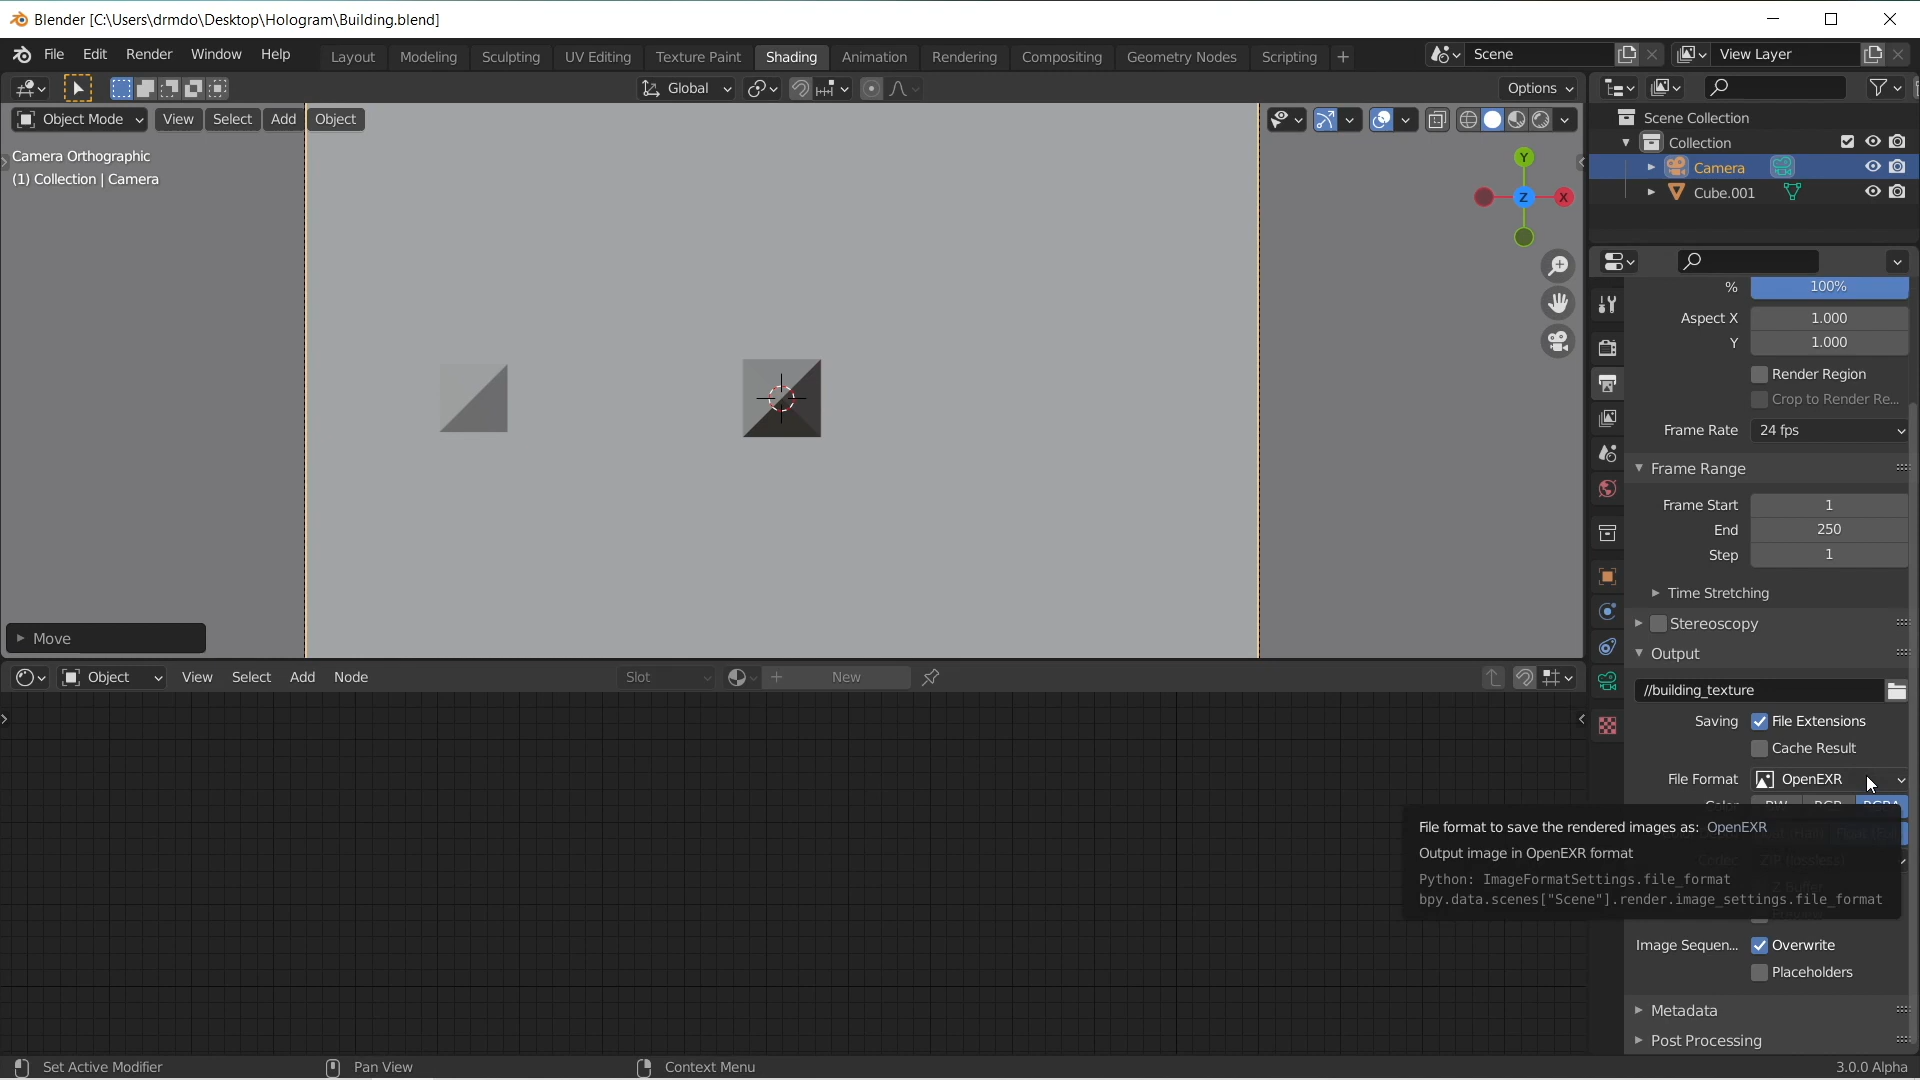 Blender [C:\Users\drmdo\Desktop\Hologram\Building.blend]
File Edit Render Window Help Layout Modeling Sculpting UV Editing Texture Paint Shading Animation Rendering Compositing Geometry Nodes Scripting + Scene View Layer
Global Options
Object Mode View Select Add Object
Camera Orthographic
(1) Collection | Camera
Y
Z X
Move
Scene Collection
Collection
Camera
Cube.001
% 100%
Aspect X 1.000
Y 1.000
Render Region
Crop to Render Re...
Frame Rate 24 fps
Frame Range
Frame Start 1
End 250
Step 1
Time Stretching
Stereoscopy
Output
//building_texture
Saving File Extensions
Cache Result
File Format OpenEXR
Color BW RGB RGBA
File format to save the rendered images as: OpenEXR
Output image in OpenEXR format
Python: ImageFormatSettings.file_format
bpy.data.scenes["Scene"].render.image_settings.file_format
Image Sequen... Overwrite
Placeholders
Metadata
Post Processing
Object View Select Add Node Slot New
Set Active Modifier Pan View Context Menu 3.0.0 Alpha